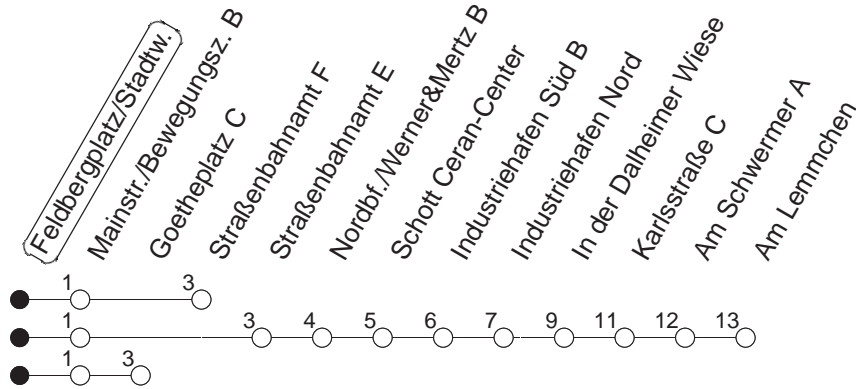 Feldbergplatz/Stadtw.
Mainstr./Bewegungsz. B
Goetheplatz C
Straßenbahnamt F
Straßenbahnamt E
Nordbf./Werner&Mertz B
Schott Ceran-Center
Industriehafen Süd B
Industriehafen Nord
In der Dalheimer Wiese
Karlsstraße C
Am Schwermer A
Am Lemmchen
1 3
1 3 4 5 6 7 9 11 12 13
1 3